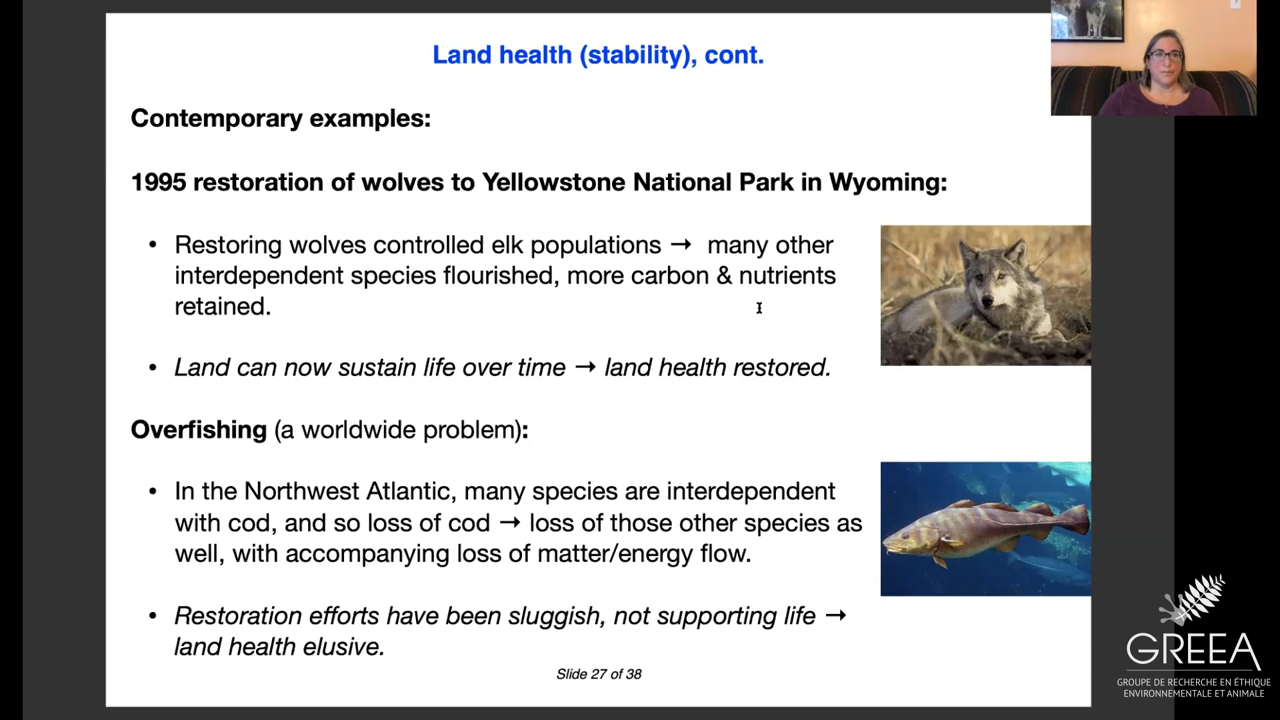 Land health (stability), cont.
Contemporary examples:
1995 restoration of wolves to Yellowstone National Park in Wyoming:
• Restoring wolves controlled elk populations → many other
interdependent species flourished, more carbon & nutrients
retained.
• Land can now sustain life over time → land health restored.
Overfishing (a worldwide problem):
• In the Northwest Atlantic, many species are interdependent
with cod, and so loss of cod → loss of those other species as
well, with accompanying loss of matter/energy flow.
• Restoration efforts have been sluggish, not supporting life →
land health elusive.
Slide 27 of 38
GREEA
GROUPE DE RECHERCHE EN ÉTHIQUE
ENVIRONNEMENTALE ET ANIMALE